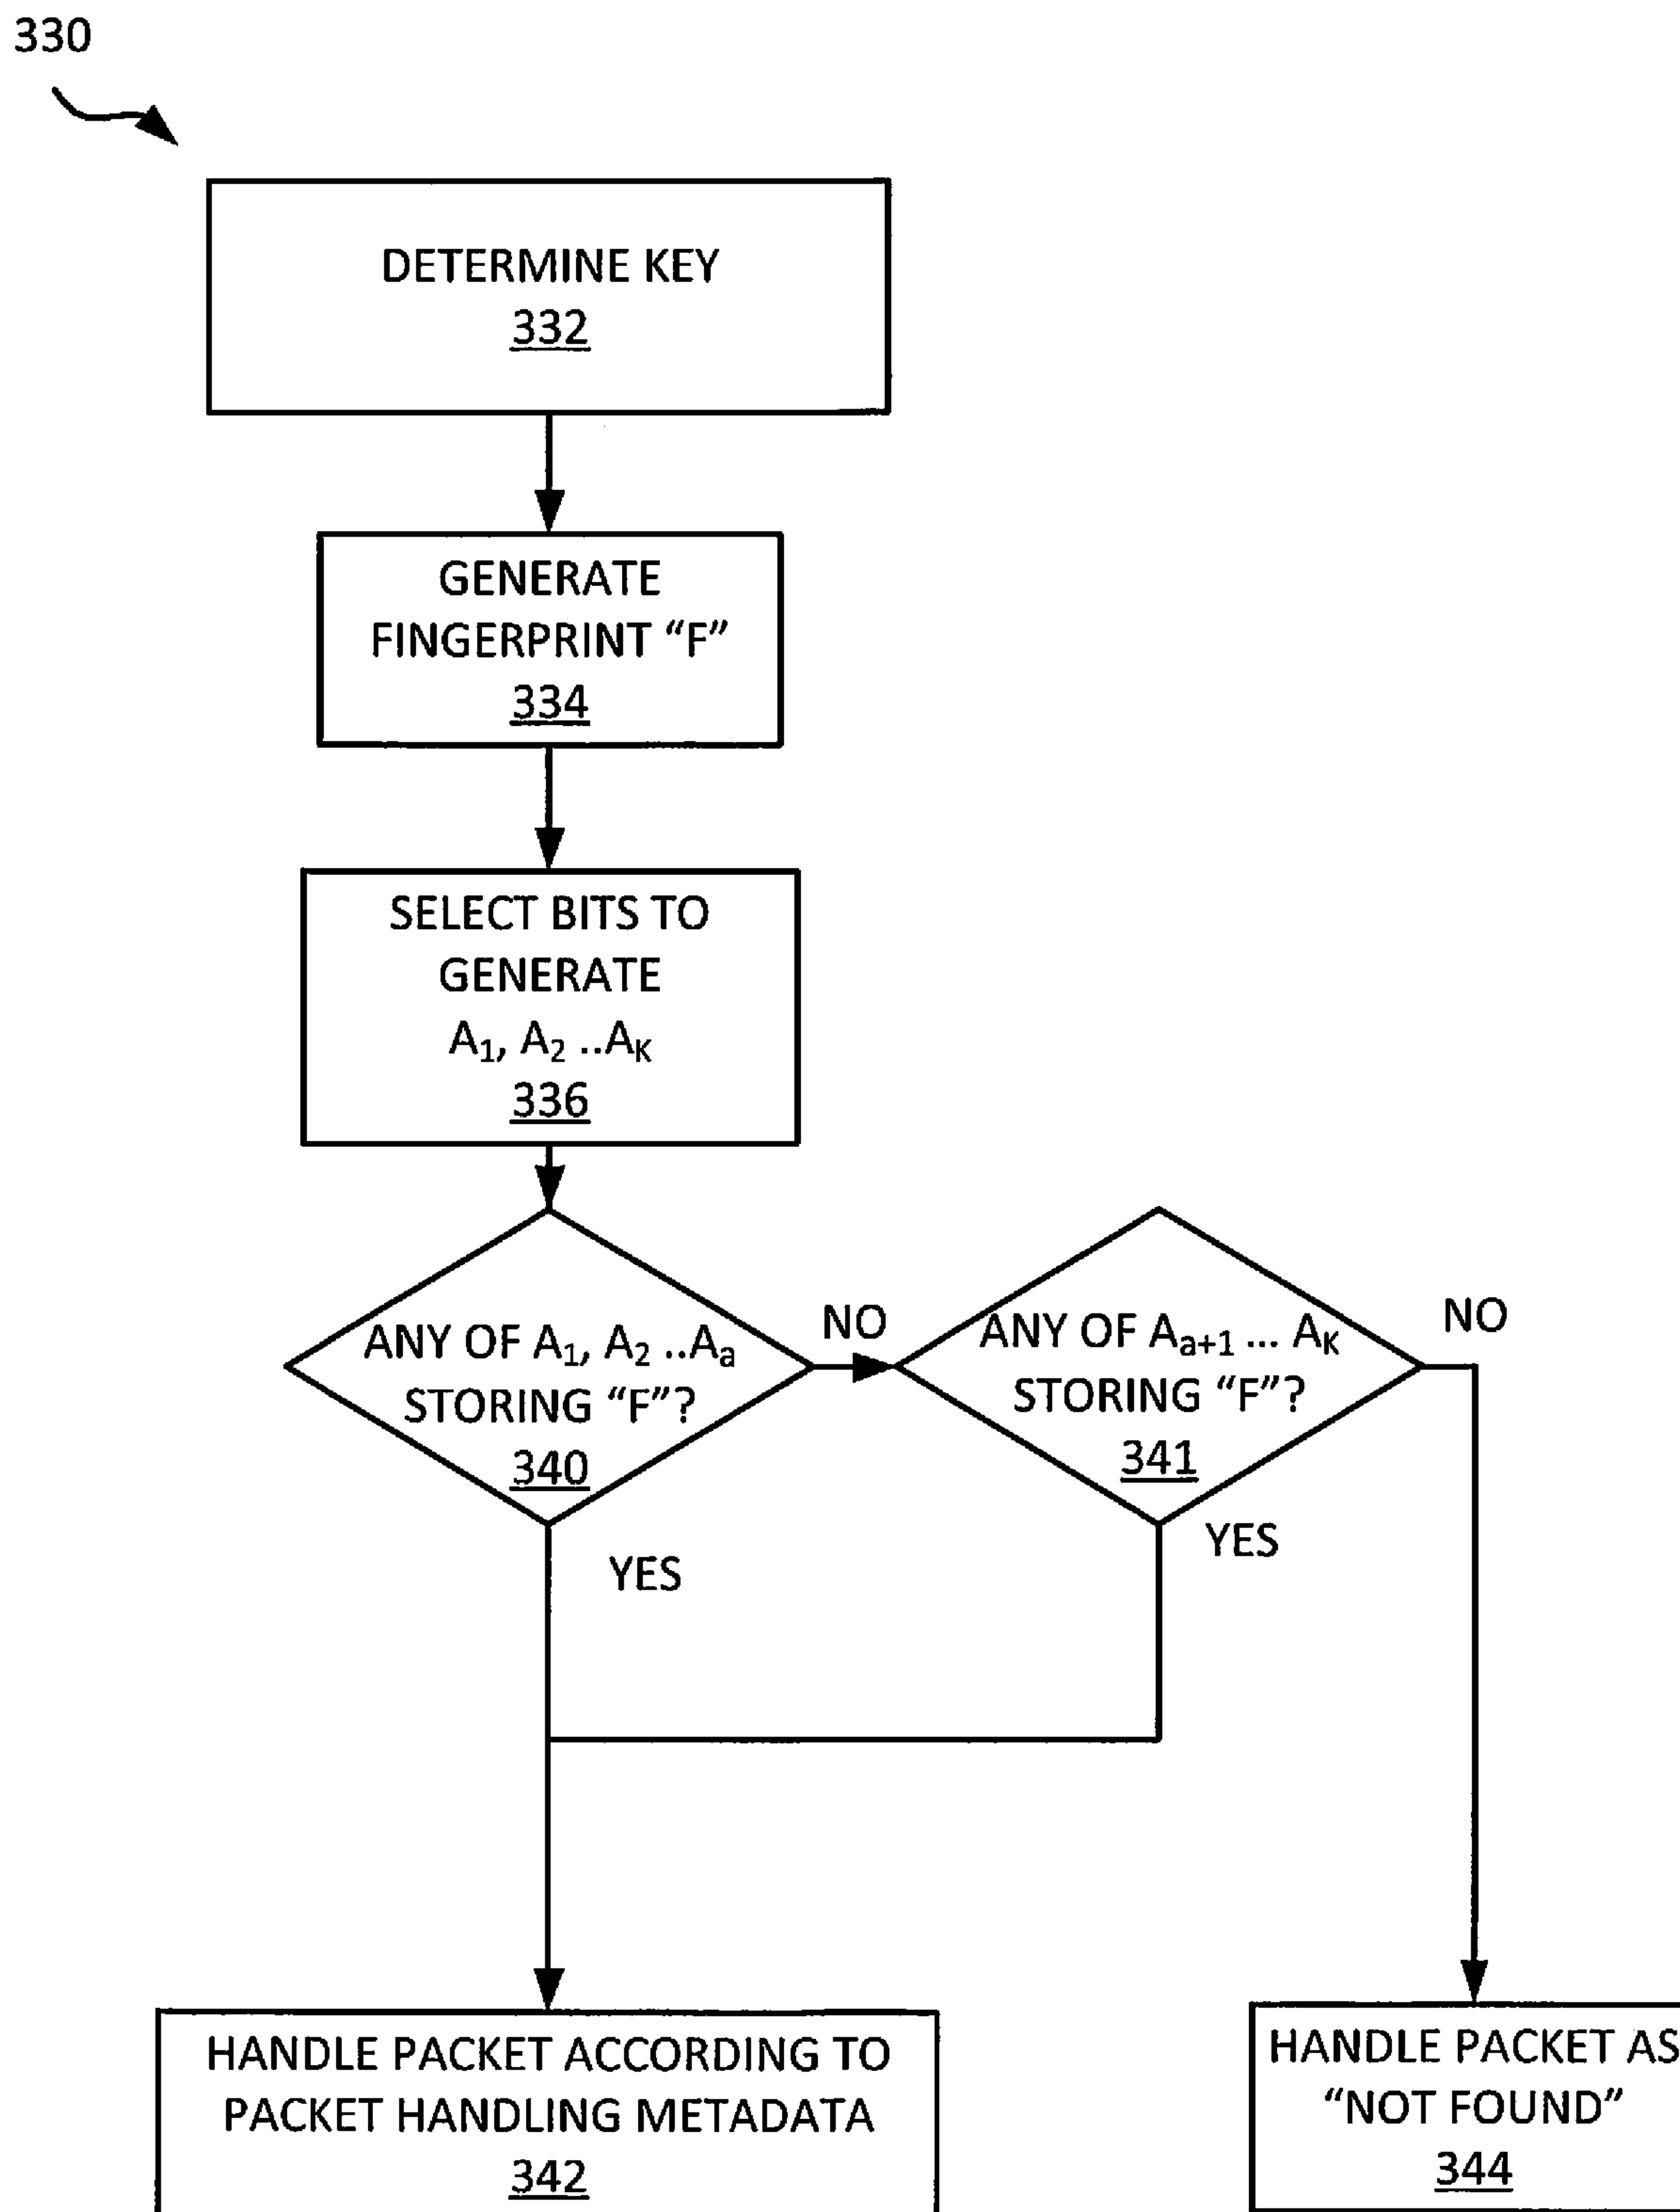 330
DETERMINE KEY
332
GENERATE
FINGERPRINT “F”
334
SELECT BITS TO
GENERATE
A₁, A₂ ..A_K
336
ANY OF A₁, A₂ ..Aₐ
STORING “F”?
340
NO
ANY OF Aₐ₊₁ ... A_K
STORING “F”?
341
NO
YES
YES
HANDLE PACKET ACCORDING TO
PACKET HANDLING METADATA
342
HANDLE PACKET AS
“NOT FOUND”
344